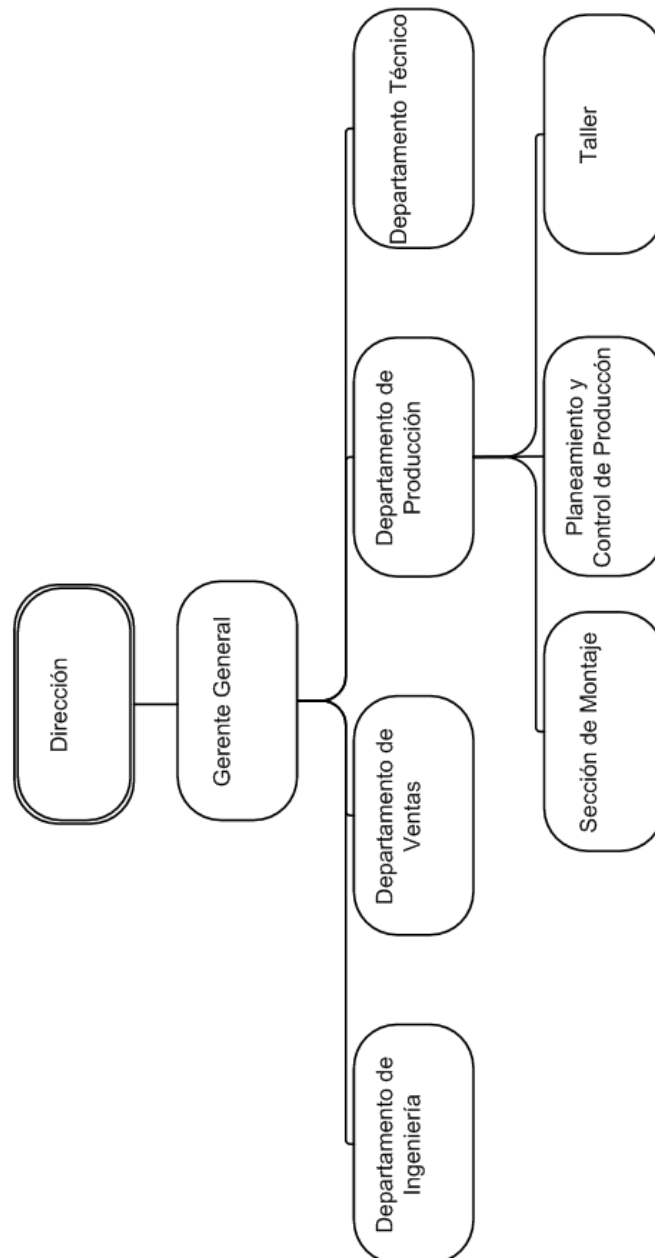 Dirección
Gerente General
Departamento de
Ingeniería
Departamento de
Ventas
Departamento de
Producción
Departamento Técnico
Sección de Montaje
Planeamiento y
Control de Produccón
Taller